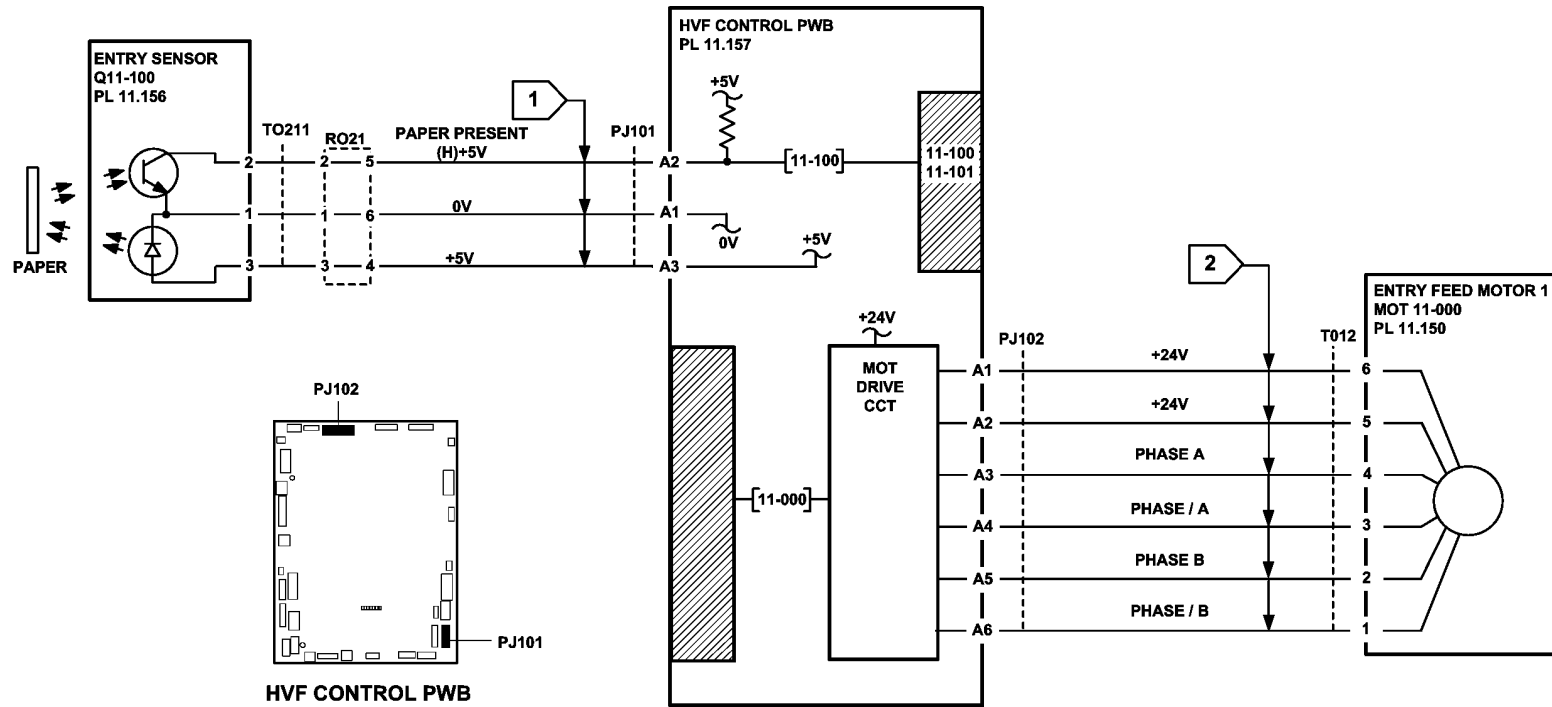 HVF CONTROL PWB
PL 11.157
ENTRY SENSOR
Q11-100
PL 11.156
+5V
1
TO211
RO21
PAPER PRESENT
(H)+5V
PJ101
2
2
5
A2
[11-100]
11-100
11-101
1
1
6
0V
A1
0V
+5V
3
3
4
+5V
A3
PAPER
2
ENTRY FEED MOTOR 1
MOT 11-000
PL 11.150
+24V
MOT
DRIVE
CCT
PJ102
T012
A1
+24V
6
A2
+24V
5
A3
PHASE A
4
[11-000]
A4
PHASE / A
3
A5
PHASE B
2
A6
PHASE / B
1
PJ102
PJ101
HVF CONTROL PWB